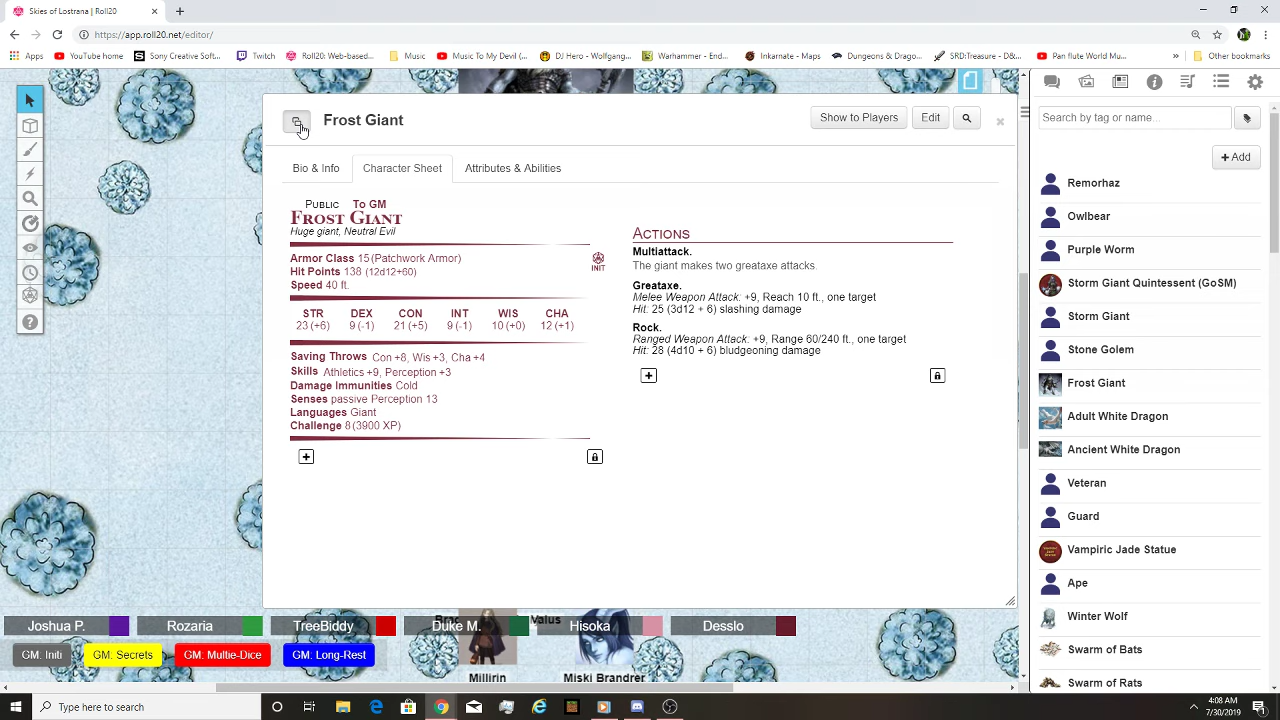 Skies of Lostrand | Roll20
https://app.roll20.net/editor/
Apps
YouTube home
Sony Creative Soft...
Twitch
Roll20: Web-based...
Music
Music To My Devil (...
DJ Hero - Wolfgang...
Warhammer - End...
Inkarnate - Maps
Dungeons & Drago...
SRD:Treasure - D&...
Pan flute World Mu...
»
Other bookmarks
Frost Giant
Show to Players
Edit
Bio & Info
Character Sheet
Attributes & Abilities
Public To GM
Frost Giant
Huge giant, Neutral Evil
Armor Class 15 (Patchwork Armor)
Hit Points 138 (12d12+60)
Speed 40 ft.
INIT
STR DEX CON INT WIS CHA
23 (+6) 9 (-1) 21 (+5) 9 (-1) 10 (+0) 12 (+1)
Saving Throws Con +8, Wis +3, Cha +4
Skills Athletics +9, Perception +3
Damage Immunities Cold
Senses passive Perception 13
Languages Giant
Challenge 8 (3900 XP)
Actions
Multiattack.
The giant makes two greataxe attacks.
Greataxe.
Melee Weapon Attack: +9, Reach 10 ft., one target
Hit: 25 (3d12 + 6) slashing damage
Rock.
Ranged Weapon Attack: +9, Range 60/240 ft., one target
Hit: 28 (4d10 + 6) bludgeoning damage
Search by tag or name...
+ Add
Remorhaz
Owlbear
Purple Worm
Storm Giant Quintessent (GoSM)
Storm Giant
Stone Golem
Frost Giant
Adult White Dragon
Ancient White Dragon
Veteran
Guard
Vampiric Jade Statue
Ape
Winter Wolf
Swarm of Bats
Swarm of Rats
Joshua P.
Rozaria
TreeBiddy
Duke M.
Hisoka
Desslo
GM. Initi
GM. Secrets
GM: Multie-Dice
GM: Long-Rest
Millirin
Miski Brandrer
Type here to search
4:08 AM
7/30/2019